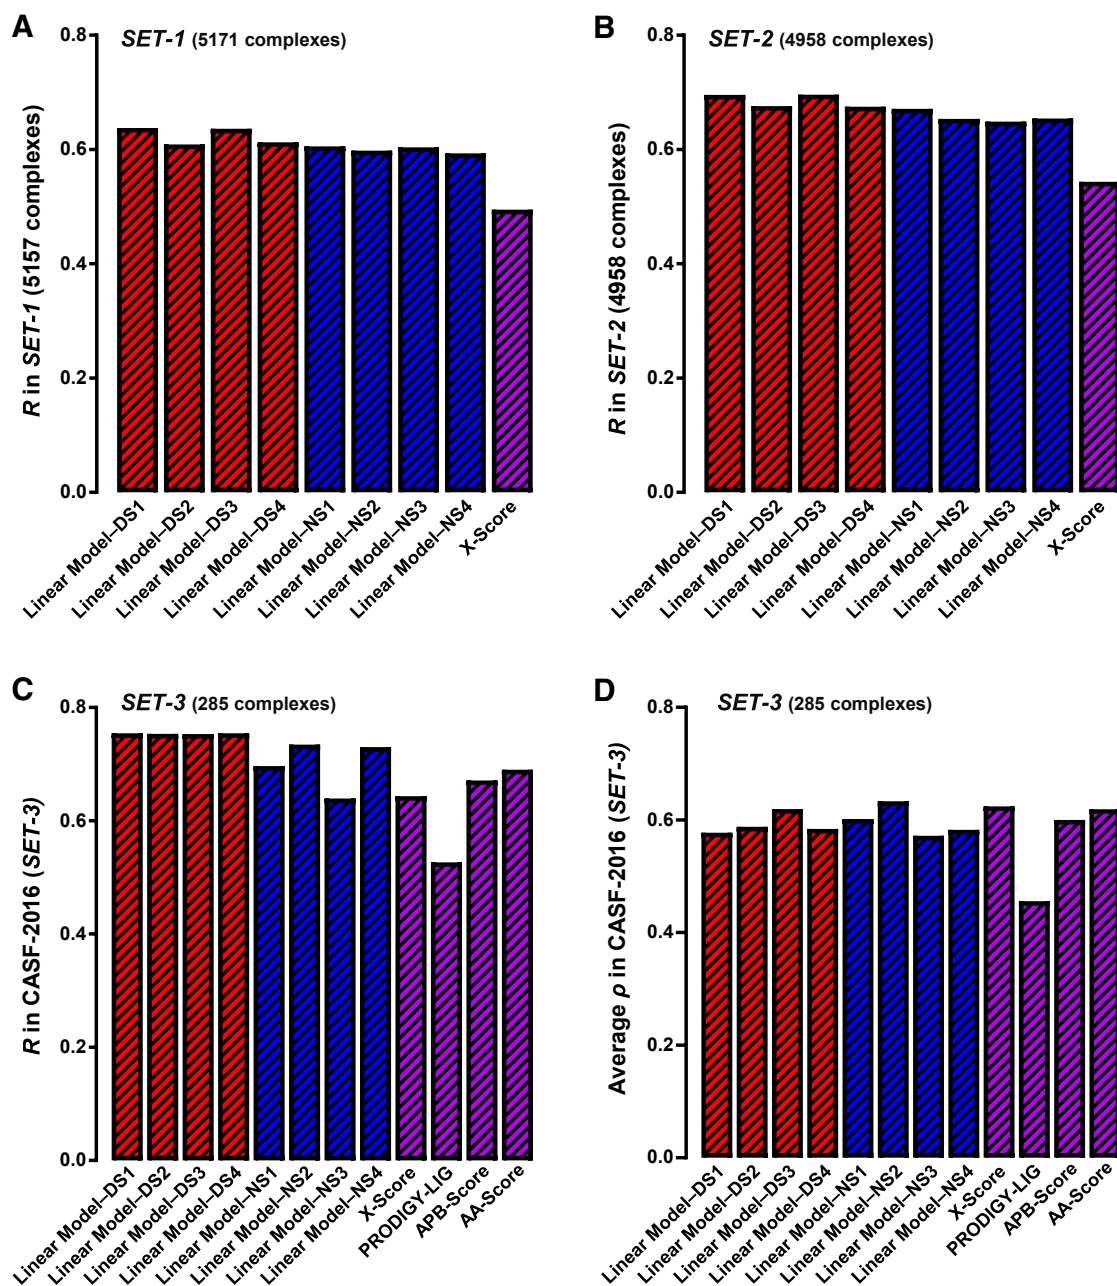 A
SET-1 (5171 complexes)
R in SET-1 (5157 complexes)
0.8
0.6
0.4
0.2
0.0
Linear Model–DS1
Linear Model–DS2
Linear Model–DS3
Linear Model–DS4
Linear Model–NS1
Linear Model–NS2
Linear Model–NS3
Linear Model–NS4
X-Score
B
SET-2 (4958 complexes)
R in SET-2 (4958 complexes)
0.8
0.6
0.4
0.2
0.0
Linear Model–DS1
Linear Model–DS2
Linear Model–DS3
Linear Model–DS4
Linear Model–NS1
Linear Model–NS2
Linear Model–NS3
Linear Model–NS4
X-Score
C
SET-3 (285 complexes)
R in CASF-2016 (SET-3)
0.8
0.6
0.4
0.2
0.0
Linear Model–DS1
Linear Model–DS2
Linear Model–DS3
Linear Model–DS4
Linear Model–NS1
Linear Model–NS2
Linear Model–NS3
Linear Model–NS4
X-Score
PRODIGY-LIG
APB-Score
AA-Score
D
SET-3 (285 complexes)
Average ρ in CASF-2016 (SET-3)
0.8
0.6
0.4
0.2
0.0
Linear Model–DS1
Linear Model–DS2
Linear Model–DS3
Linear Model–DS4
Linear Model–NS1
Linear Model–NS2
Linear Model–NS3
Linear Model–NS4
X-Score
PRODIGY-LIG
APB-Score
AA-Score